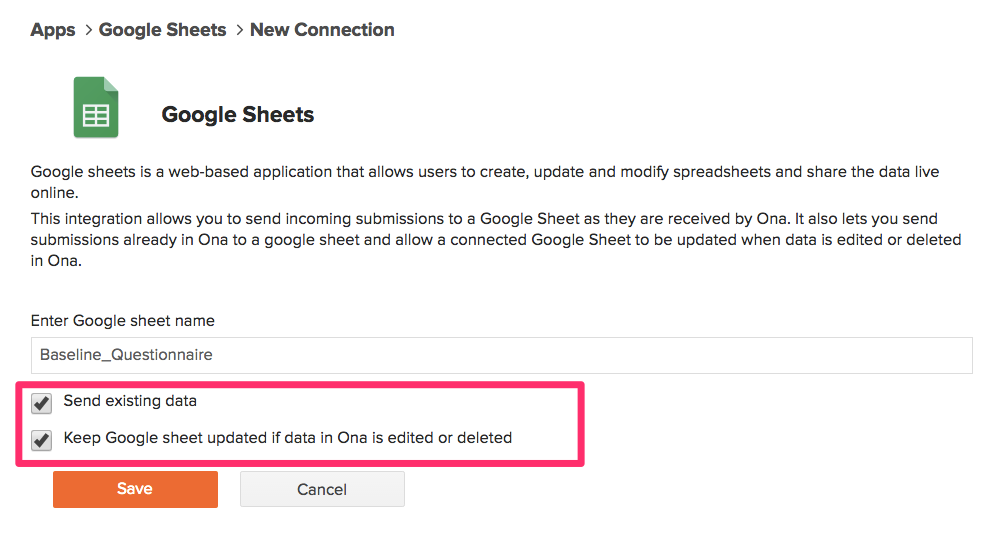 Apps > Google Sheets > New Connection
Google Sheets
Google sheets is a web-based application that allows users to create, update and modify spreadsheets and share the data live
online.
This integration allows you to send incoming submissions to a Google Sheet as they are received by Ona. It also lets you send
submissions already in Ona to a google sheet and allow a connected Google Sheet to be updated when data is edited or deleted
in Ona.
Enter Google sheet name
Baseline_Questionnaire
Send existing data
Keep Google sheet updated if data in Ona is edited or deleted
Save Cancel